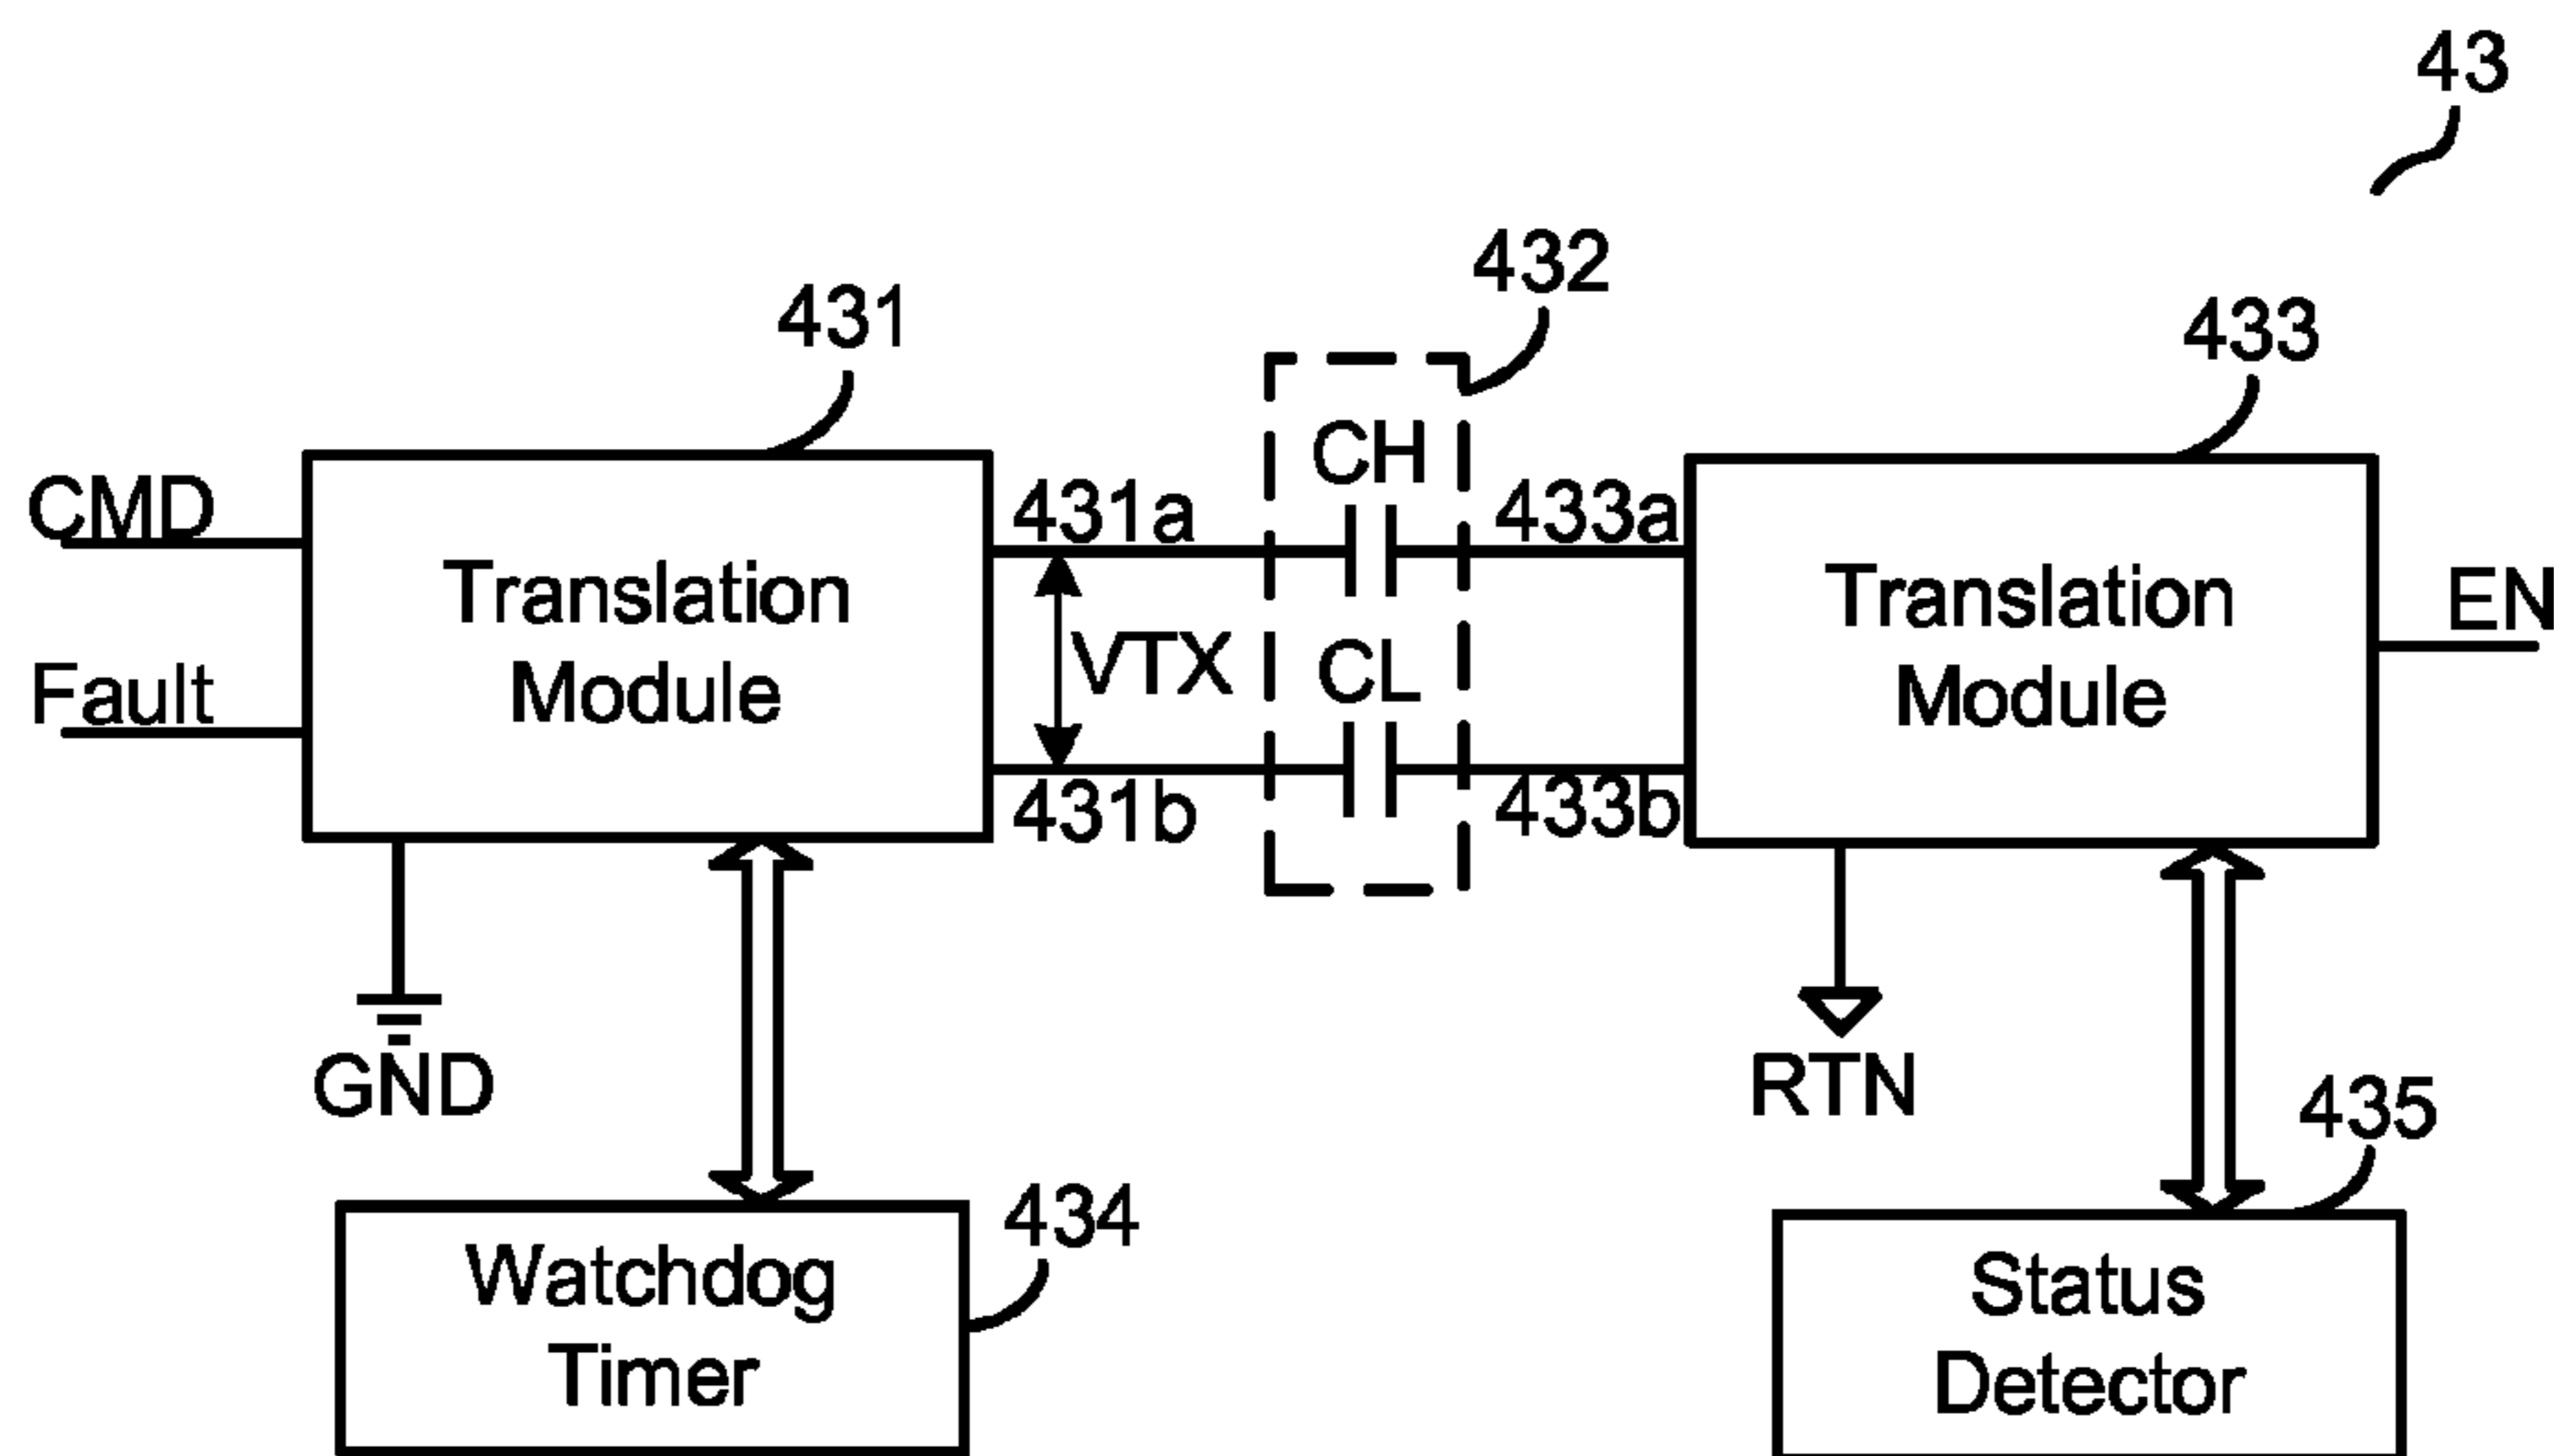 43
432
431
433
CH
CMD
431a
433a
Translation
Module
Translation
Module
EN
VTX
CL
Fault
431b
433b
GND
RTN
435
434
Watchdog
Timer
Status
Detector